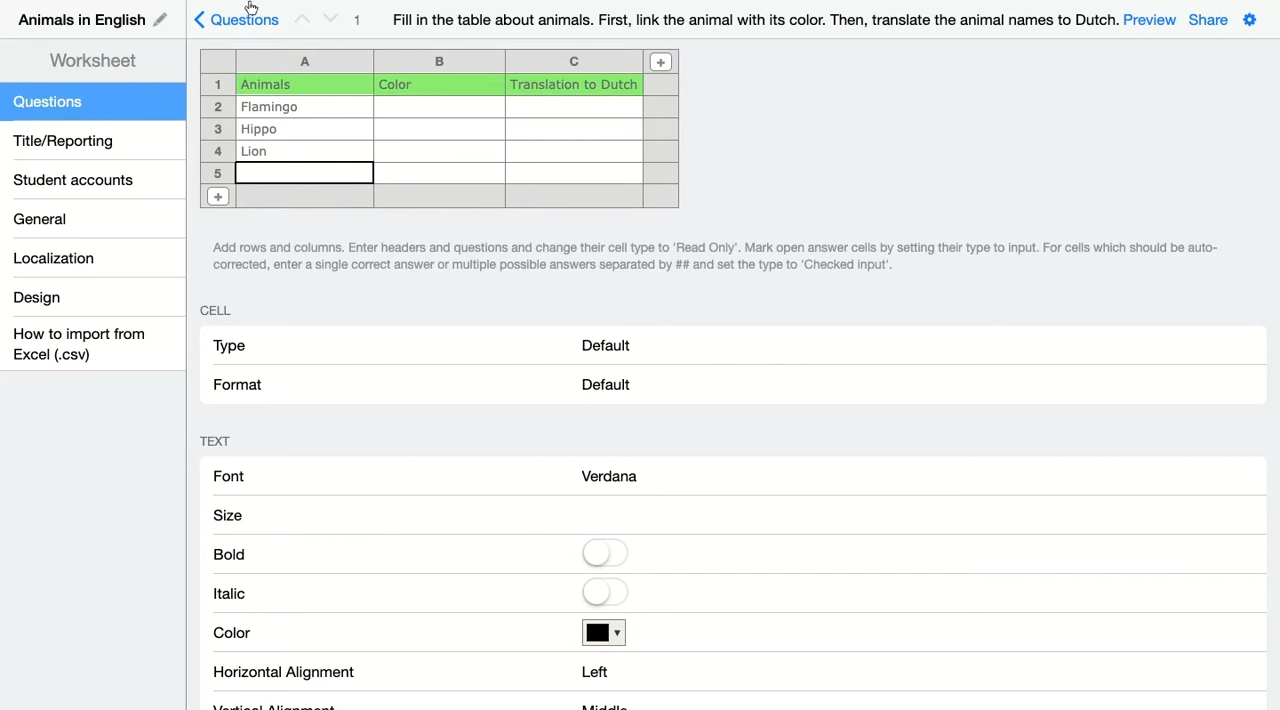 Animals in English
Questions 1 Fill in the table about animals. First, link the animal with its color. Then, translate the animal names to Dutch. Preview Share
Worksheet
Questions
Title/Reporting
Student accounts
General
Localization
Design
How to import from
Excel (.csv)
A B C +
1 Animals Color Translation to Dutch
2 Flamingo
3 Hippo
4 Lion
5
+
Add rows and columns. Enter headers and questions and change their cell type to 'Read Only'. Mark open answer cells by setting their type to input. For cells which should be auto-
corrected, enter a single correct answer or multiple possible answers separated by ## and set the type to 'Checked input'.
CELL
Type Default
Format Default
TEXT
Font Verdana
Size
Bold
Italic
Color
Horizontal Alignment Left
Vertical Alignment Middle